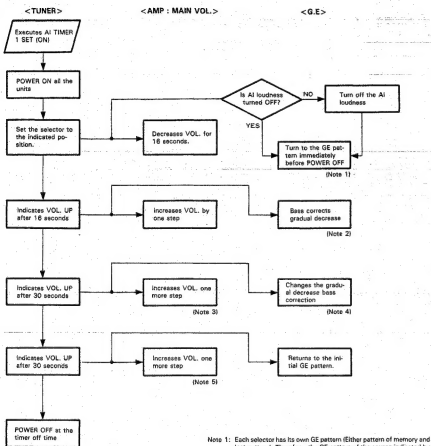 <TUNER>
<AMP : MAIN VOL.>
<G.E>
Executes AI TIMER
1 SET (ON)
POWER ON all the
units
Is AI loudness
turned OFF?
NO
YES
Turn off the AI
loudness
Set the selector to
the indicated po-
sition.
Decreases VOL. for
16 seconds.
Turn to the GE pat-
tern immediately
before POWER OFF
(Note 1)
Indicates VOL. UP
after 16 seconds
Increases VOL. by
one step
Bass corrects
gradual decrease
(Note 2)
Indicates VOL. UP
after 30 seconds
Increases VOL. one
more step
(Note 3)
Changes the gradu-
al decrease bass
correction
(Note 4)
Indicates VOL. UP
after 30 seconds
Increases VOL. one
more step
(Note 5)
Returns to the ini-
tial GE pattern.
POWER OFF at the
timer off time
Note 1: Each selector has its own GE pattern (Either pattern of memory and